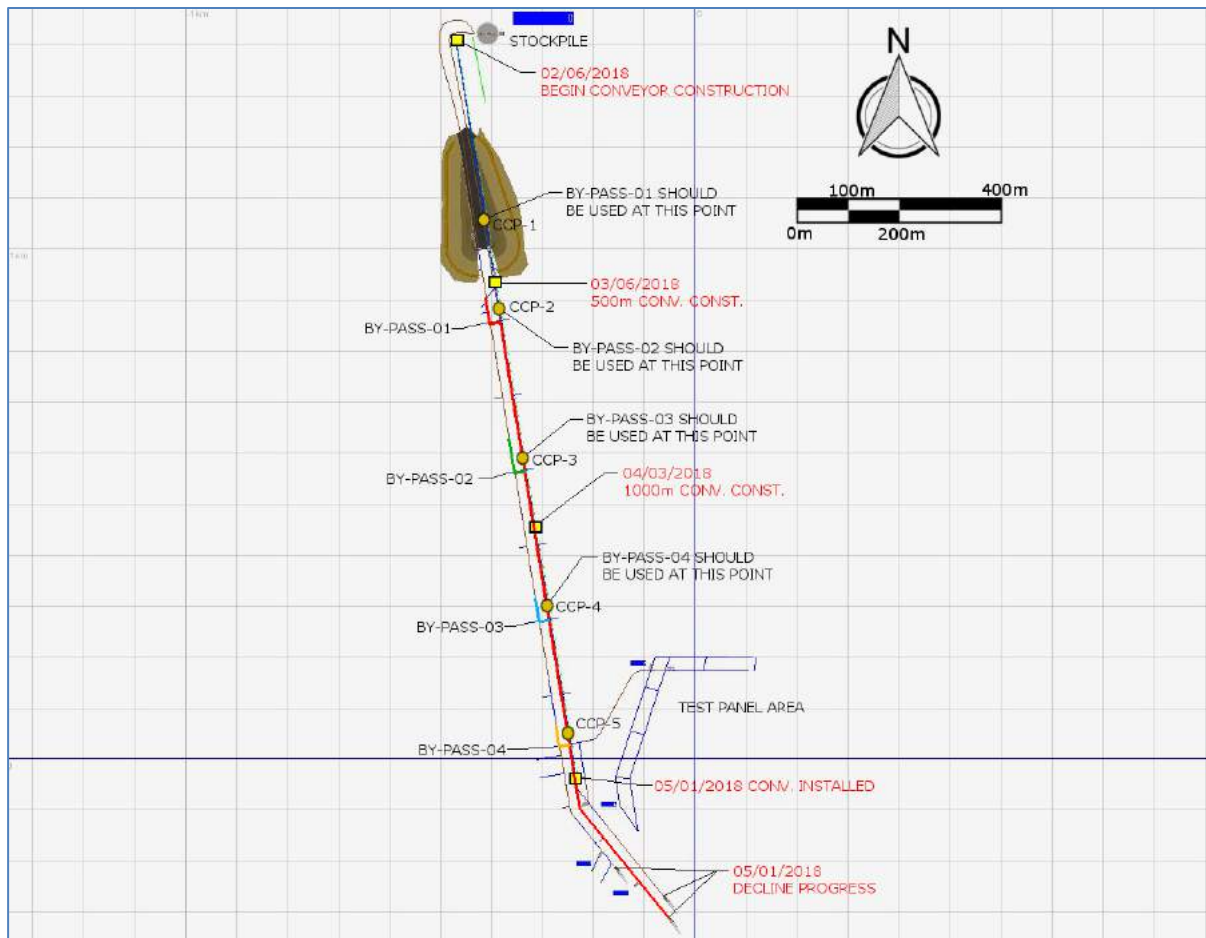 1km
0
STOCKPILE
02/06/2018
BEGIN CONVEYOR CONSTRUCTION
N
100m
400m
0m
200m
BY-PASS-01 SHOULD
BE USED AT THIS POINT
CCP-1
1km
03/06/2018
500m CONV. CONST.
CCP-2
BY-PASS-01
BY-PASS-02 SHOULD
BE USED AT THIS POINT
BY-PASS-03 SHOULD
BE USED AT THIS POINT
CCP-3
BY-PASS-02
04/03/2018
1000m CONV. CONST.
BY-PASS-04 SHOULD
BE USED AT THIS POINT
CCP-4
BY-PASS-03
TEST PANEL AREA
CCP-5
BY-PASS-04
05/01/2018 CONV. INSTALLED
05/01/2018
DECLINE PROGRESS